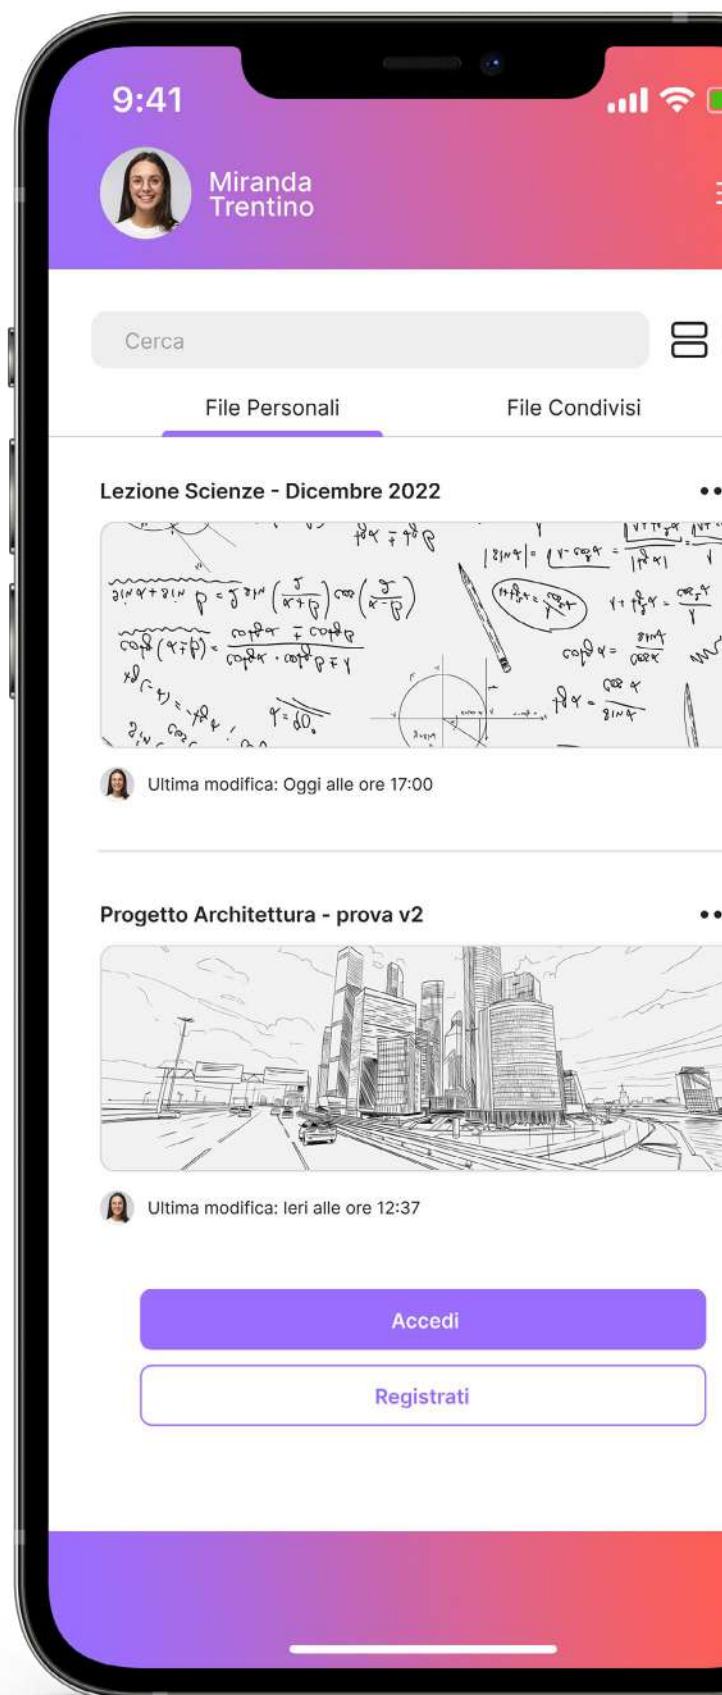 9:41
Miranda
Trentino
Cerca
File Personali
File Condivisi
Lezione Scienze - Dicembre 2022
Ultima modifica: Oggi alle ore 17:00
Progetto Architettura - prova v2
Ultima modifica: Ieri alle ore 12:37
Accedi
Registrati